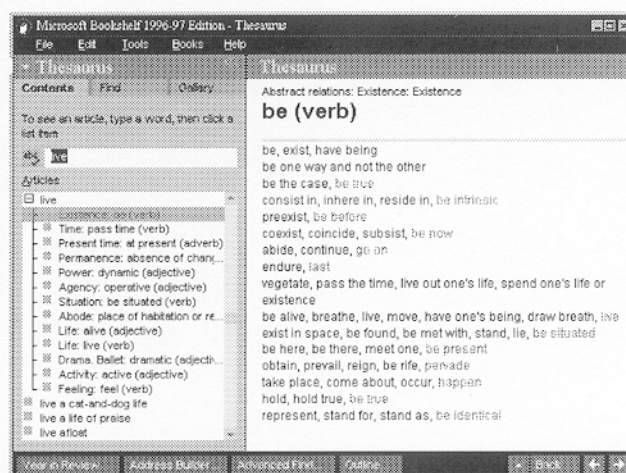 Microsoft Bookshelf 1996-97 Edition - Thesaurus
File Edit Tools Books Help
Thesaurus
Contents Find Gallery
To see an article, type a word, then click a
list item
live
Articles
live
Existence: be (verb)
Time: pass time (verb)
Present time: at present (adverb)
Permanence: absence of chang...
Power: dynamic (adjective)
Agency: operative (adjective)
Situation: be situated (verb)
Abode: place of habitation or re...
Life: alive (adjective)
Life: live (verb)
Drama. Ballet: dramatic (adjectiv...
Activity: active (adjective)
Feeling: feel (verb)
live a cat-and-dog life
live a life of praise
live afloat
Thesaurus
Abstract relations: Existence: Existence
be (verb)
be, exist, have being
be one way and not the other
be the case, be true
consist in, inhere in, reside in, be intrinsic
preexist, be before
coexist, coincide, subsist, be now
abide, continue, go on
endure, last
vegetate, pass the time, live out one's life, spend one's life or
existence
be alive, breathe, live, move, have one's being, draw breath, live
exist in space, be found, be met with, stand, lie, be situated
be here, be there, meet one, be present
obtain, prevail, reign, be rife, pervade
take place, come about, occur, happen
hold, hold true, be true
represent, stand for, stand as, be identical
Year in Review Address Builder... Advanced Find... Outline Back